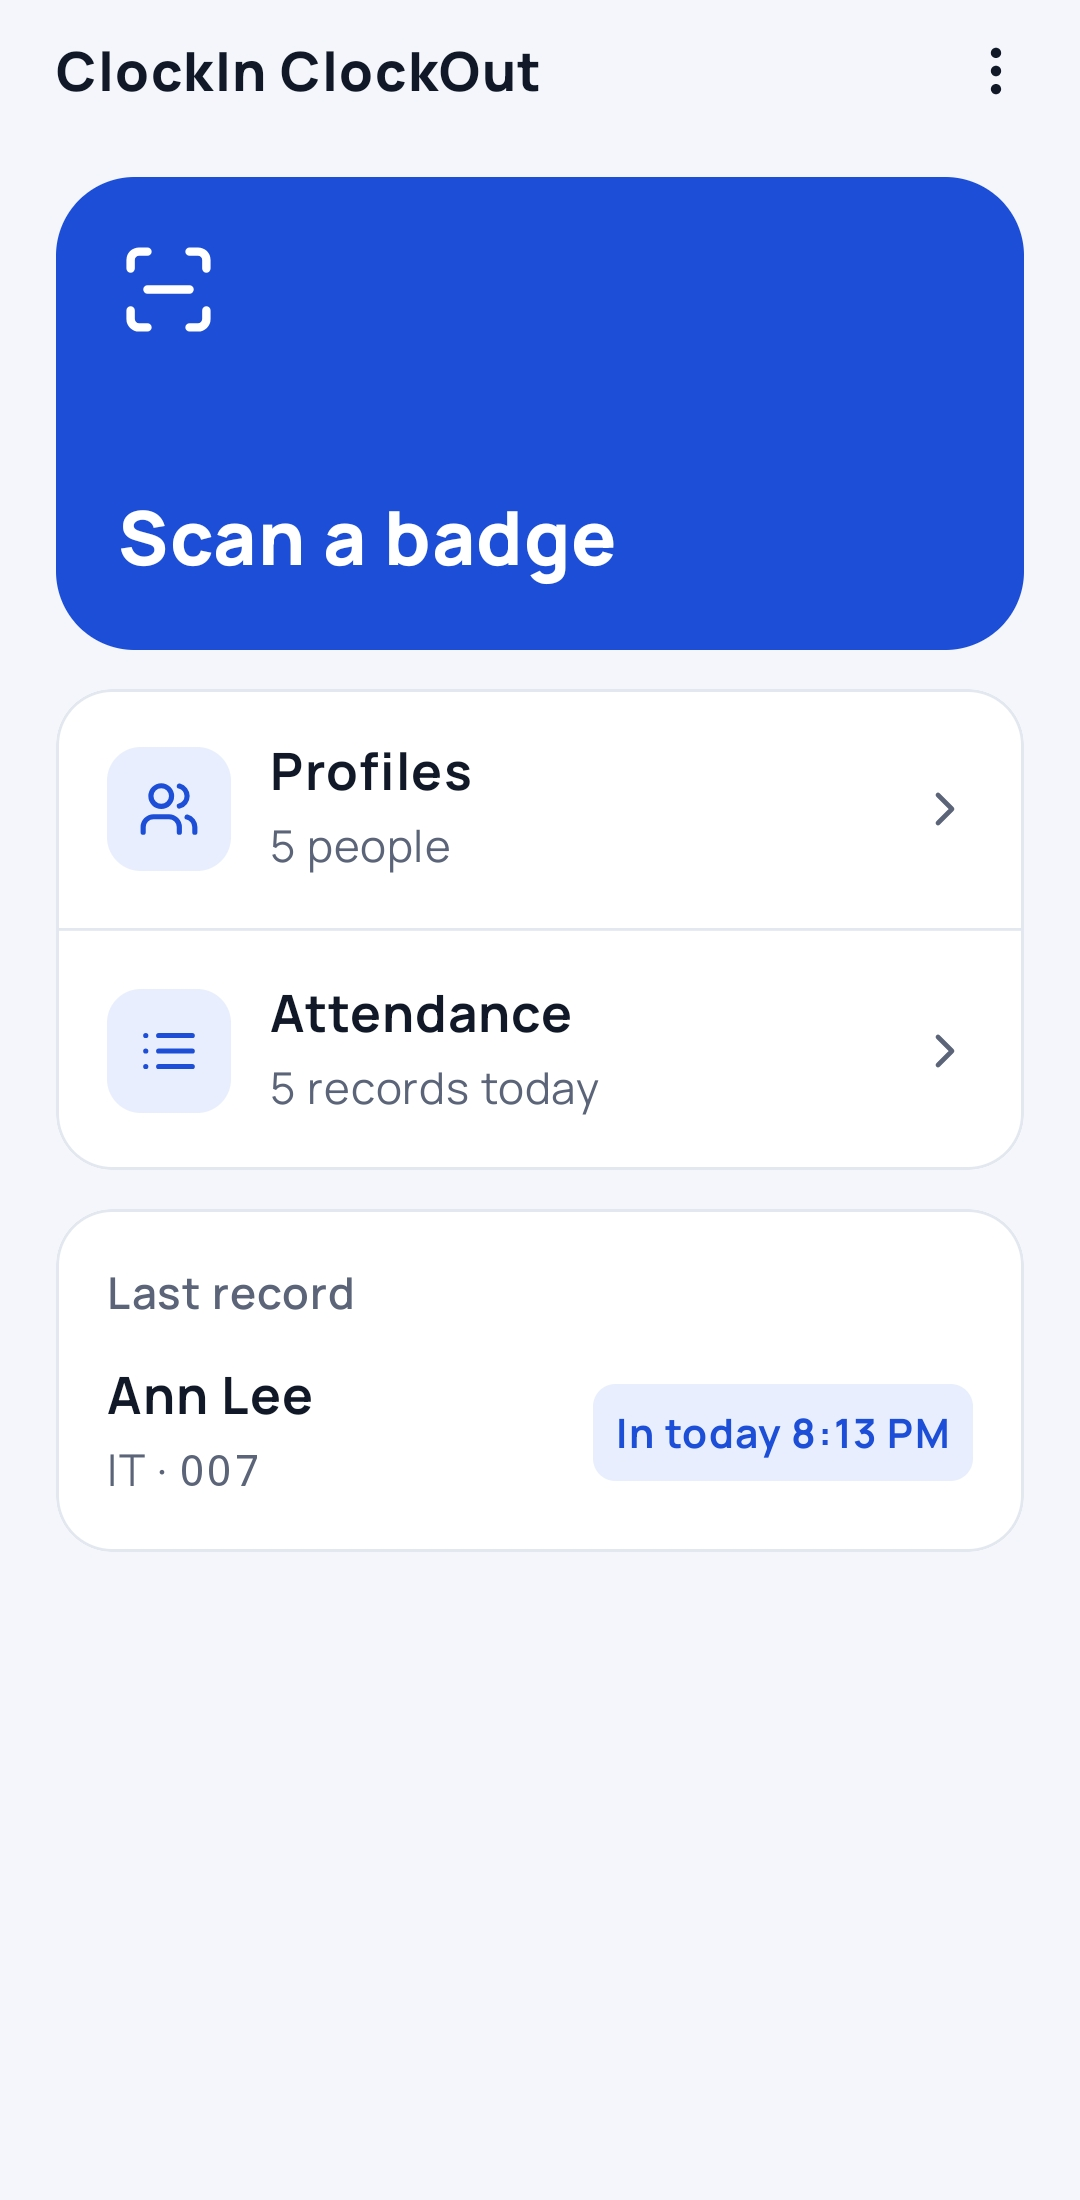 ClockIn ClockOut
Scan a badge
Profiles
5 people
Attendance
5 records today
Last record
Ann Lee
IT · 007
In today 8:13 PM